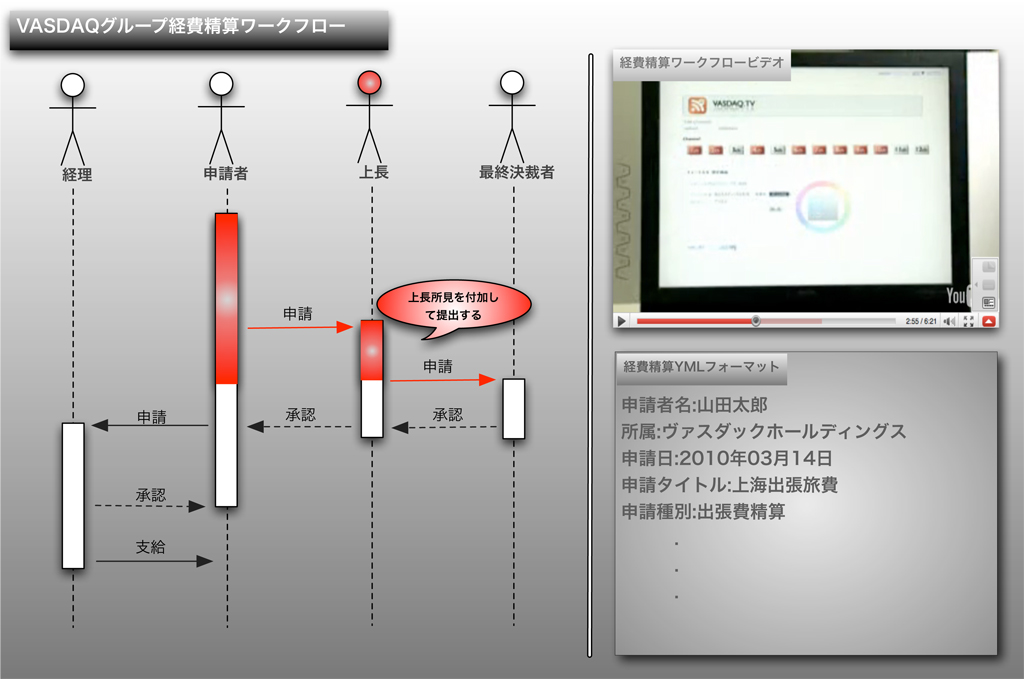 VASDAQグループ経費精算ワークフロー
経理
申請者
上長
最終決裁者
上長所見を付加し
て提出する
申請
申請
申請
承認
承認
承認
支給
経費精算ワークフロービデオ
VASDAQ.TV
You
2:55 / 6:21
経費精算YMLフォーマット
申請者名:山田太郎
所属:ヴァスダックホールディングス
申請日:2010年03月14日
申請タイトル:上海出張旅費
申請種別:出張費精算